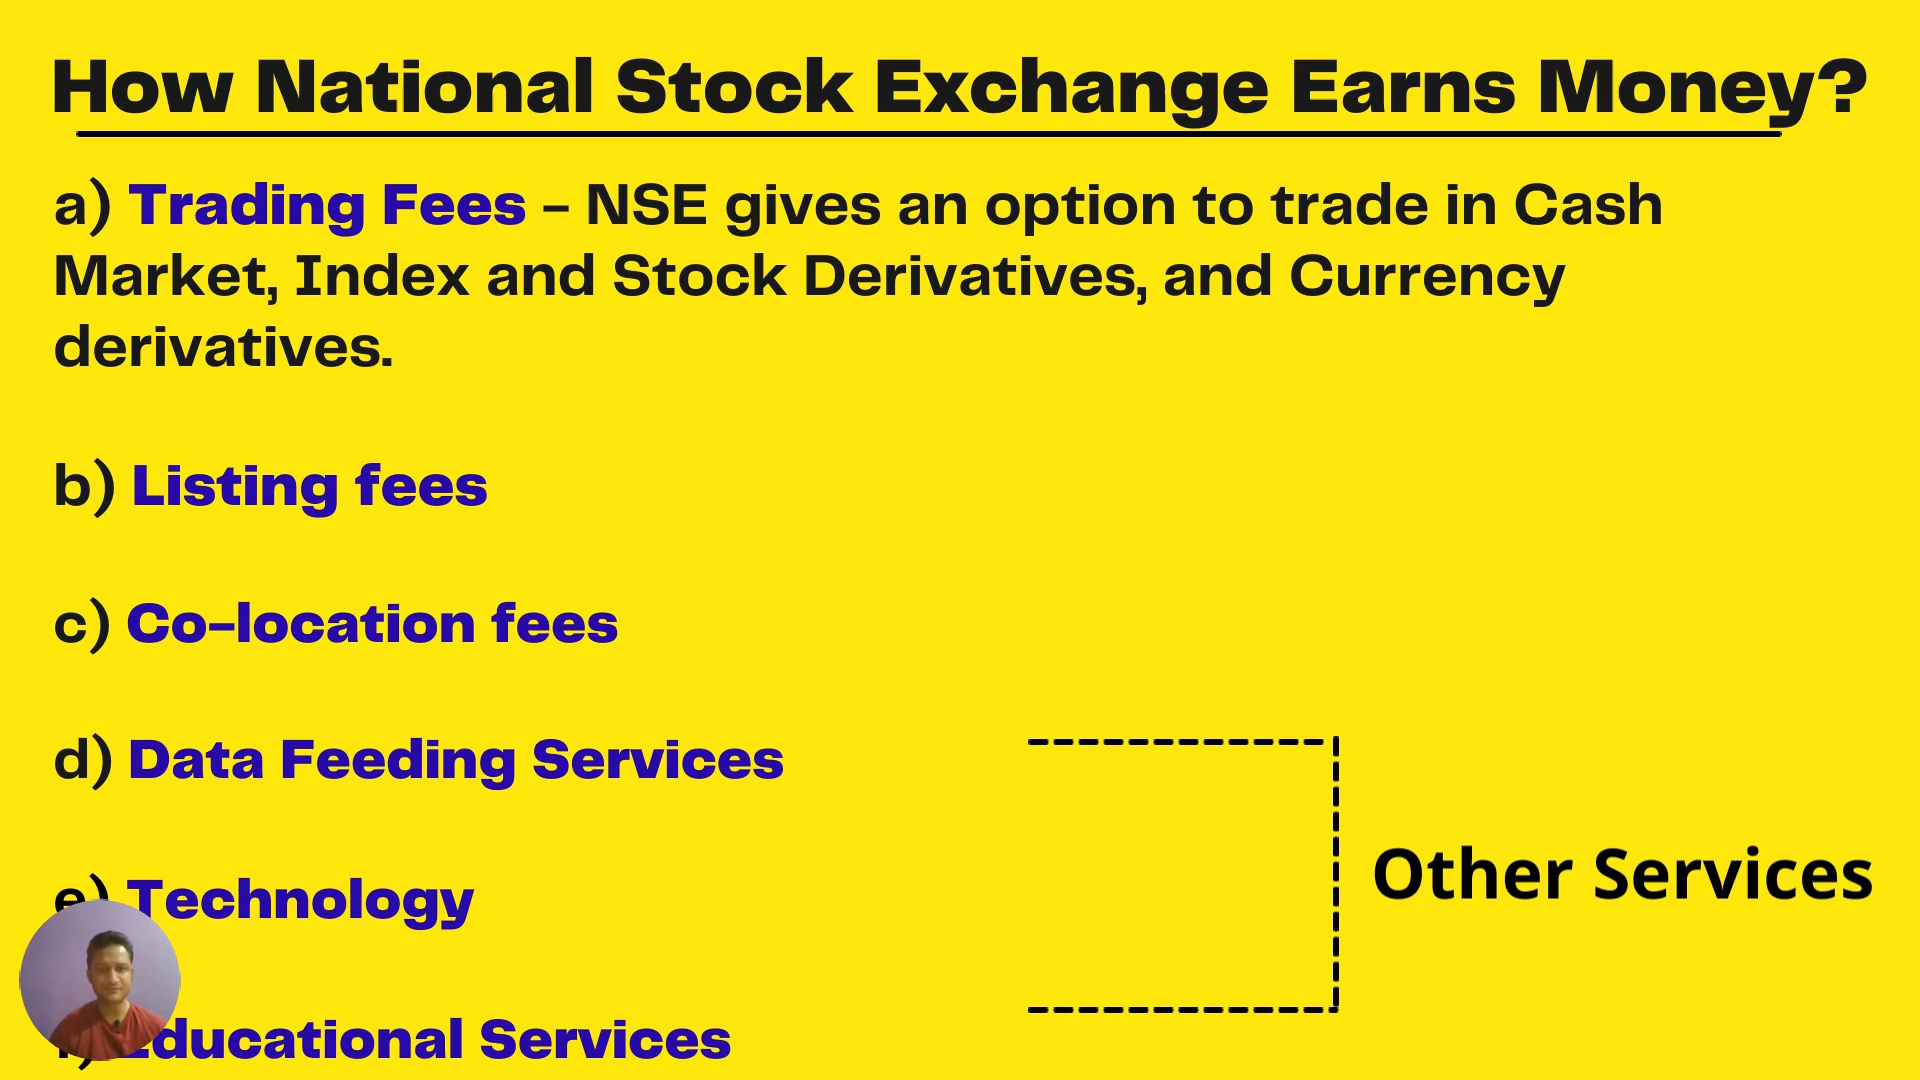 How National Stock Exchange Earns Money?
a) Trading Fees – NSE gives an option to trade in Cash
Market, Index and Stock Derivatives, and Currency
derivatives.
b) Listing fees
c) Co-location fees
d) Data Feeding Services
e) Technology
Other Services
Educational Services